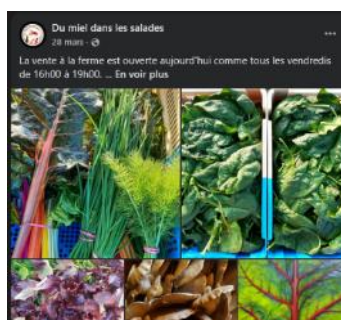 Du miel dans les salades
28 mars ·
La vente à la ferme est ouverte aujourd'hui comme tous les vendredis
de 16h00 à 19h00. ... En voir plus